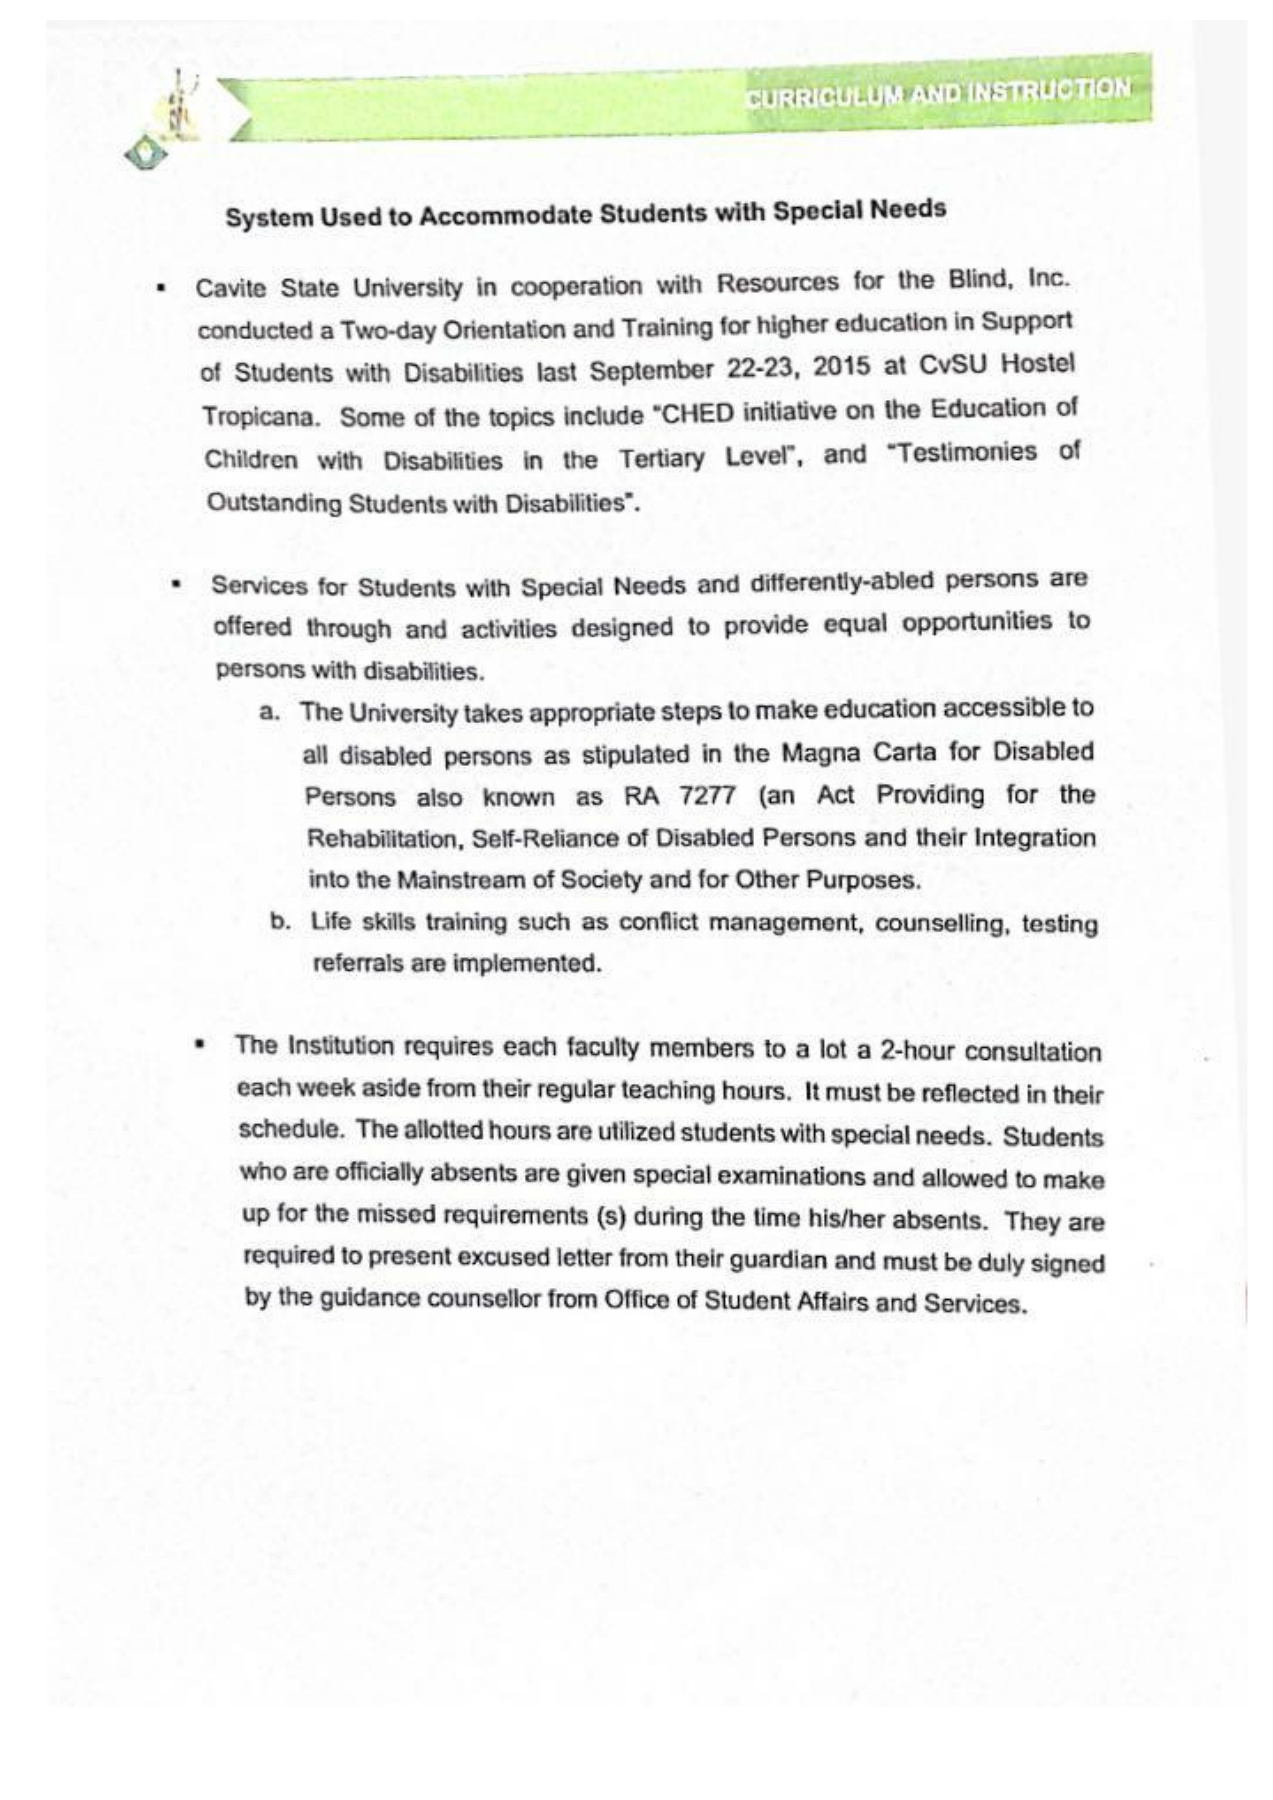 CURRICULUM AND INSTRUCTION
System Used to Accommodate Students with Special Needs
▪ Cavite State University in cooperation with Resources for the Blind, Inc.
conducted a Two-day Orientation and Training for higher education in Support
of Students with Disabilities last September 22-23, 2015 at CvSU Hostel
Tropicana. Some of the topics include "CHED initiative on the Education of
Children with Disabilities in the Tertiary Level", and "Testimonies of
Outstanding Students with Disabilities".
▪ Services for Students with Special Needs and differently-abled persons are
offered through and activities designed to provide equal opportunities to
persons with disabilities.
a. The University takes appropriate steps to make education accessible to
all disabled persons as stipulated in the Magna Carta for Disabled
Persons also known as RA 7277 (an Act Providing for the
Rehabilitation, Self-Reliance of Disabled Persons and their Integration
into the Mainstream of Society and for Other Purposes.
b. Life skills training such as conflict management, counselling, testing
referrals are implemented.
▪ The Institution requires each faculty members to a lot a 2-hour consultation
each week aside from their regular teaching hours. It must be reflected in their
schedule. The allotted hours are utilized students with special needs. Students
who are officially absents are given special examinations and allowed to make
up for the missed requirements (s) during the time his/her absents. They are
required to present excused letter from their guardian and must be duly signed
by the guidance counsellor from Office of Student Affairs and Services.